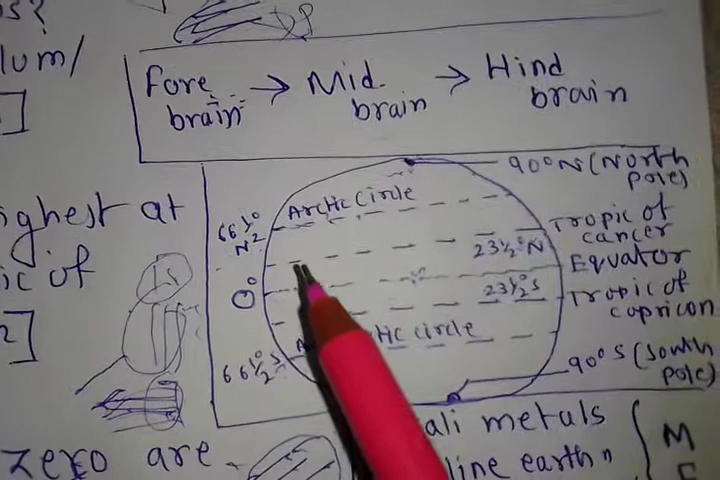 lum/
Fore
brain → Mid
brain → Hind
brain
ighest at
ic of
2]
90°N (North
Pole)
Arctic Circle
66½°
N
Tropic of
cancer
23½°N
Equator
0°
23½°S
Tropic of
Capricon
Circle
66½°S
90°S (South
Pole)
ali metals
line earth
M
zero are